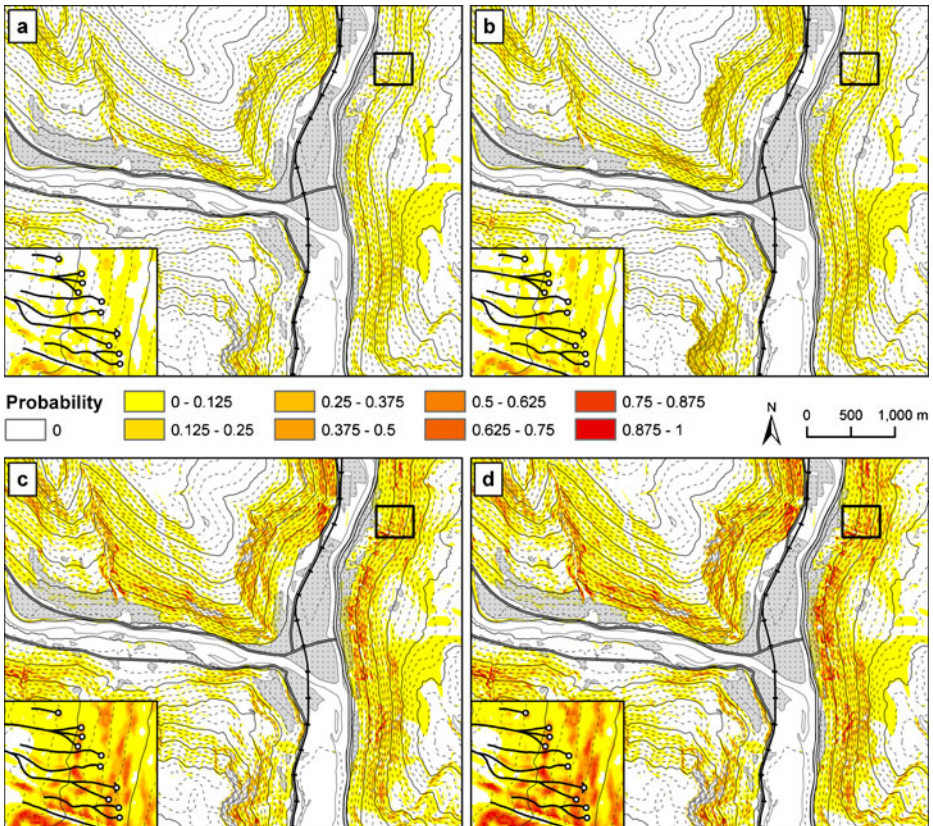 a
b
Probability
0
0 - 0.125
0.125 - 0.25
0.25 - 0.375
0.375 - 0.5
0.5 - 0.625
0.625 - 0.75
0.75 - 0.875
0.875 - 1
N
0 500 1,000 m
c
d